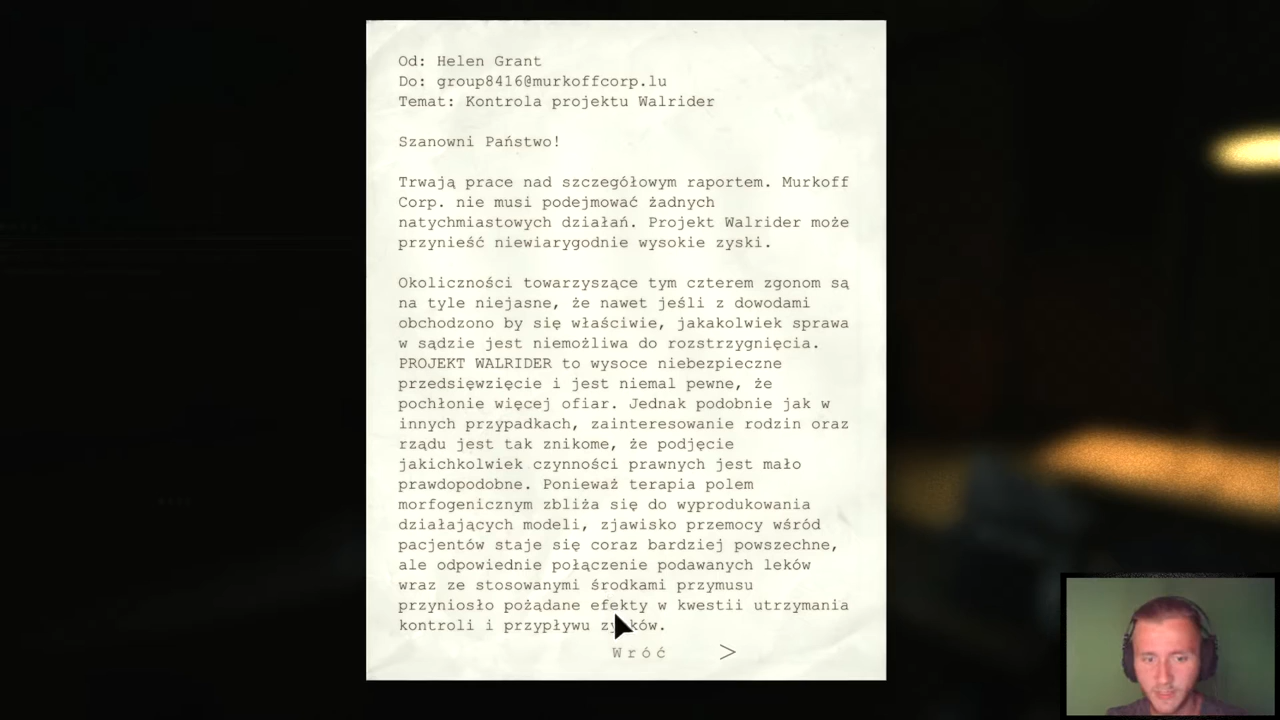 Od: Helen Grant
Do: group8416@murkoffcorp.lu
Temat: Kontrola projektu Walrider
Szanowni Państwo!
Trwają prace nad szczegółowym raportem. Murkoff
Corp. nie musi podejmować żadnych
natychmiastowych działań. Projekt Walrider może
przynieść niewiarygodnie wysokie zyski.
Okoliczności towarzyszące tym czterem zgonom są
na tyle niejasne, że nawet jeśli z dowodami
obchodzono by się właściwie, jakakolwiek sprawa
w sądzie jest niemożliwa do rozstrzygnięcia.
PROJEKT WALRIDER to wysoce niebezpieczne
przedsięwzięcie i jest niemal pewne, że
pochłonie więcej ofiar. Jednak podobnie jak w
innych przypadkach, zainteresowanie rodzin oraz
rządu jest tak znikome, że podjęcie
jakichkolwiek czynności prawnych jest mało
prawdopodobne. Ponieważ terapia polem
morfogenicznym zbliża się do wyprodukowania
działających modeli, zjawisko przemocy wśród
pacjentów staje się coraz bardziej powszechne,
ale odpowiednie połączenie podawanych leków
wraz ze stosowanymi środkami przymusu
przyniosło pożądane efekty w kwestii utrzymania
kontroli i przypływu zysków.
Wróć >